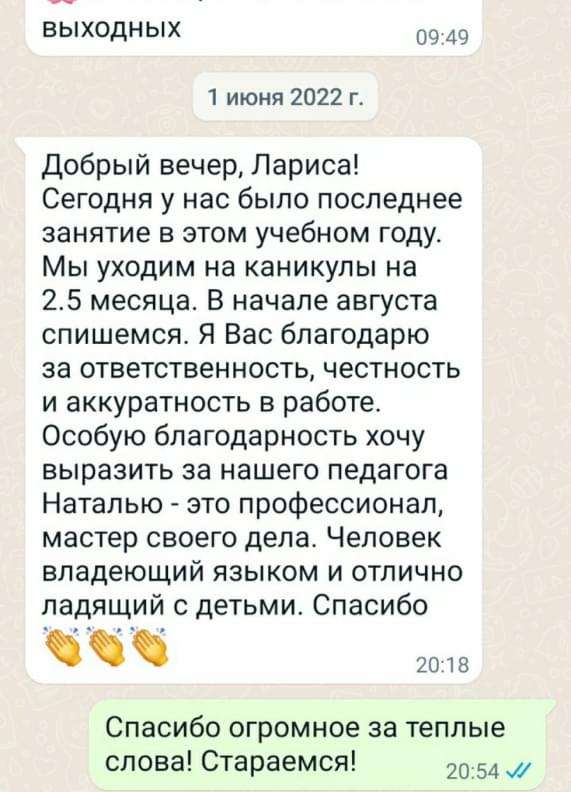 выходных
09:49
1 июня 2022 г.
Добрый вечер, Лариса!
Сегодня у нас было последнее
занятие в этом учебном году.
Мы уходим на каникулы на
2.5 месяца. В начале августа
спишемся. Я Вас благодарю
за ответственность, честность
и аккуратность в работе.
Особую благодарность хочу
выразить за нашего педагога
Наталью - это профессионал,
мастер своего дела. Человек
владеющий языком и отлично
ладящий с детьми. Спасибо
👏👏👏
20:18
Спасибо огромное за теплые
слова! Стараемся!
20:54